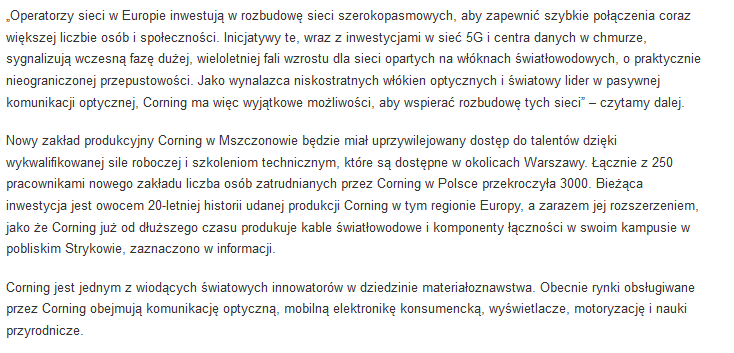 „Operatorzy sieci w Europie inwestują w rozbudowę sieci szerokopasmowych, aby zapewnić szybkie połączenia coraz
większej liczbie osób i społeczności. Inicjatywy te, wraz z inwestycjami w sieć 5G i centra danych w chmurze,
sygnalizują wczesną fazę dużej, wieloletniej fali wzrostu dla sieci opartych na włóknach światłowodowych, o praktycznie
nieograniczonej przepustowości. Jako wynalazca niskostratnych włókien optycznych i światowy lider w pasywnej
komunikacji optycznej, Corning ma więc wyjątkowe możliwości, aby wspierać rozbudowę tych sieci” – czytamy dalej.
Nowy zakład produkcyjny Corning w Mszczonowie będzie miał uprzywilejowany dostęp do talentów dzięki
wykwalifikowanej sile roboczej i szkoleniom technicznym, które są dostępne w okolicach Warszawy. Łącznie z 250
pracownikami nowego zakładu liczba osób zatrudnianych przez Corning w Polsce przekroczyła 3000. Bieżąca
inwestycja jest owocem 20-letniej historii udanej produkcji Corning w tym regionie Europy, a zarazem jej rozszerzeniem,
jako że Corning już od dłuższego czasu produkuje kable światłowodowe i komponenty łączności w swoim kampusie w
pobliskim Strykowie, zaznaczono w informacji.
Corning jest jednym z wiodących światowych innowatorów w dziedzinie materiałoznawstwa. Obecnie rynki obsługiwane
przez Corning obejmują komunikację optyczną, mobilną elektronikę konsumencką, wyświetlacze, motoryzację i nauki
przyrodnicze.